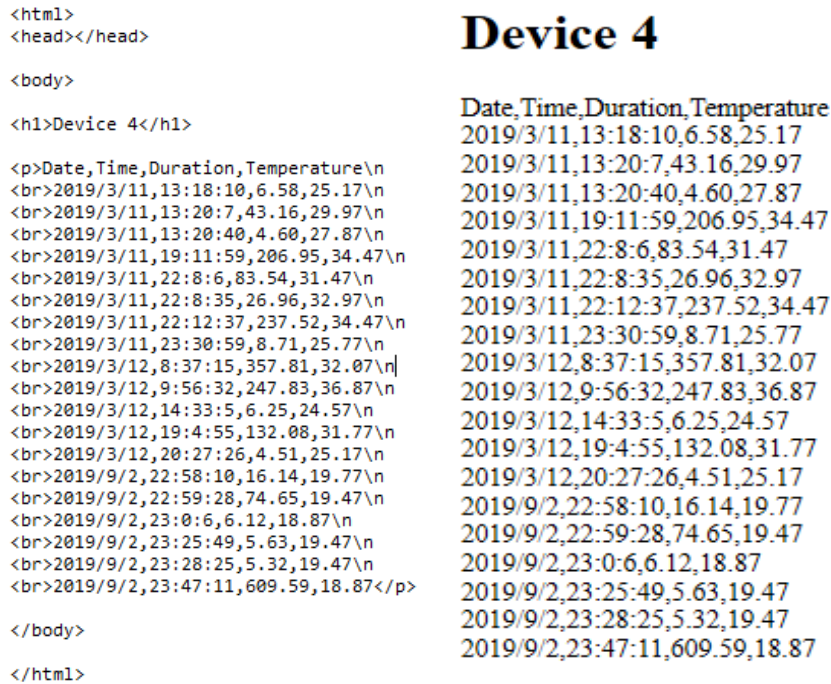 <html>
<head></head>
<body>
<h1>Device 4</h1>
<p>Date,Time,Duration,Temperature\n
<br>2019/3/11,13:18:10,6.58,25.17\n
<br>2019/3/11,13:20:7,43.16,29.97\n
<br>2019/3/11,13:20:40,4.60,27.87\n
<br>2019/3/11,19:11:59,206.95,34.47\n
<br>2019/3/11,22:8:6,83.54,31.47\n
<br>2019/3/11,22:8:35,26.96,32.97\n
<br>2019/3/11,22:12:37,237.52,34.47\n
<br>2019/3/11,23:30:59,8.71,25.77\n
<br>2019/3/12,8:37:15,357.81,32.07\n
<br>2019/3/12,9:56:32,247.83,36.87\n
<br>2019/3/12,14:33:5,6.25,24.57\n
<br>2019/3/12,19:4:55,132.08,31.77\n
<br>2019/3/12,20:27:26,4.51,25.17\n
<br>2019/9/2,22:58:10,16.14,19.77\n
<br>2019/9/2,22:59:28,74.65,19.47\n
<br>2019/9/2,23:0:6,6.12,18.87\n
<br>2019/9/2,23:25:49,5.63,19.47\n
<br>2019/9/2,23:28:25,5.32,19.47\n
<br>2019/9/2,23:47:11,609.59,18.87</p>
</body>
</html>
Device 4
Date,Time,Duration,Temperature
2019/3/11,13:18:10,6.58,25.17
2019/3/11,13:20:7,43.16,29.97
2019/3/11,13:20:40,4.60,27.87
2019/3/11,19:11:59,206.95,34.47
2019/3/11,22:8:6,83.54,31.47
2019/3/11,22:8:35,26.96,32.97
2019/3/11,22:12:37,237.52,34.47
2019/3/11,23:30:59,8.71,25.77
2019/3/12,8:37:15,357.81,32.07
2019/3/12,9:56:32,247.83,36.87
2019/3/12,14:33:5,6.25,24.57
2019/3/12,19:4:55,132.08,31.77
2019/3/12,20:27:26,4.51,25.17
2019/9/2,22:58:10,16.14,19.77
2019/9/2,22:59:28,74.65,19.47
2019/9/2,23:0:6,6.12,18.87
2019/9/2,23:25:49,5.63,19.47
2019/9/2,23:28:25,5.32,19.47
2019/9/2,23:47:11,609.59,18.87